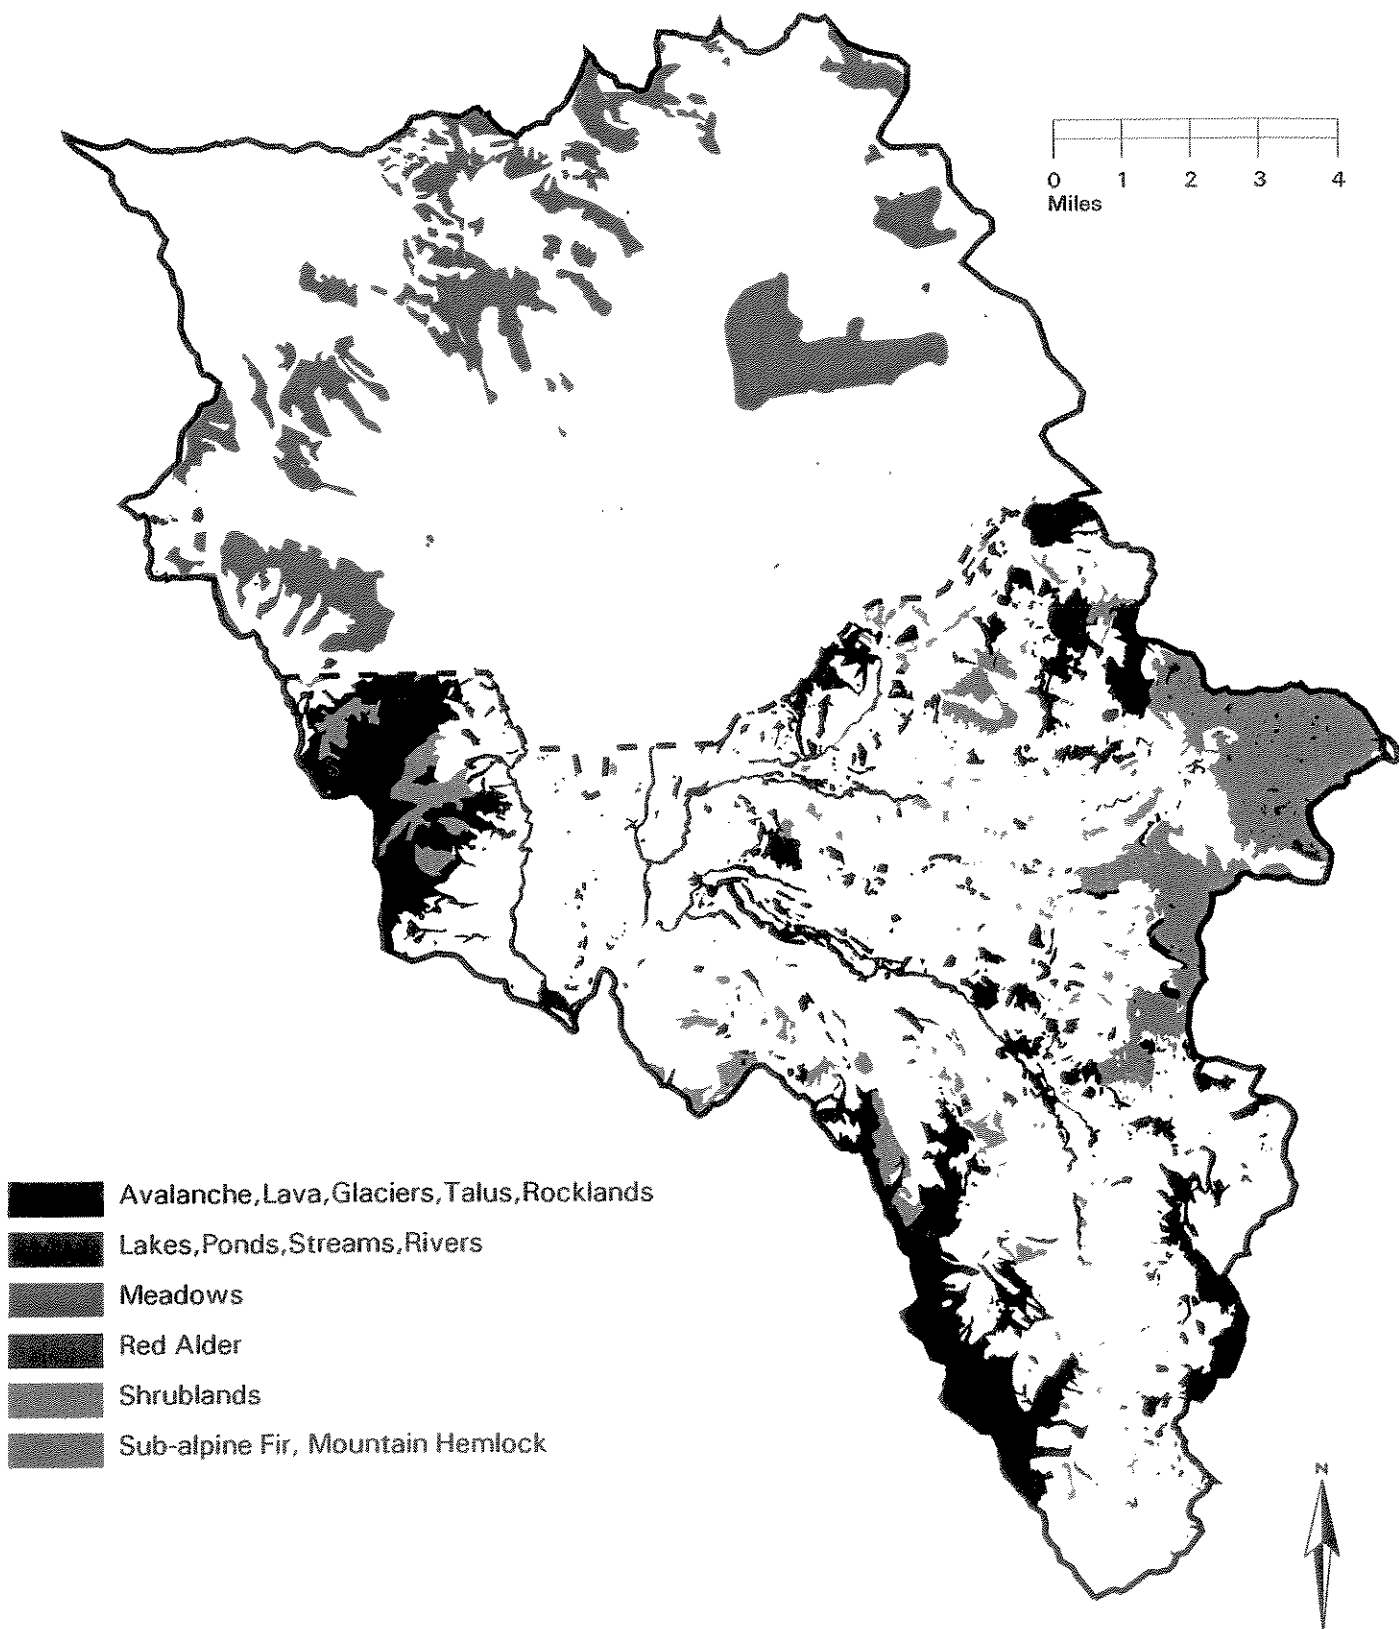 0 1 2 3 4
Miles
Avalanche,Lava,Glaciers,Talus,Rocklands
Lakes,Ponds,Streams,Rivers
Meadows
Red Alder
Shrublands
Sub-alpine Fir, Mountain Hemlock
N